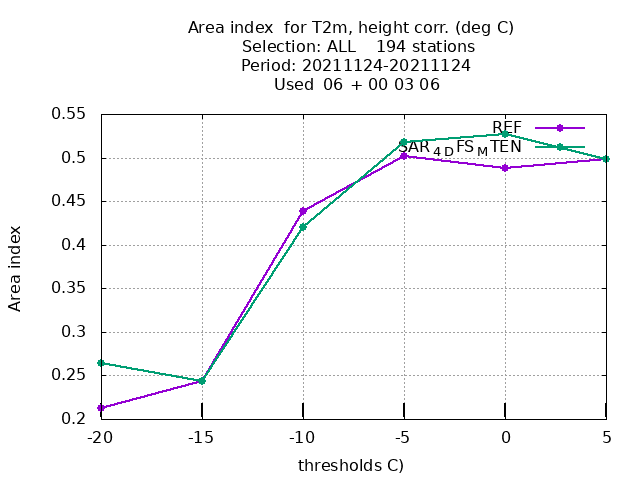 Area index  for T2m, height corr. (deg C)
Selection: ALL    194 stations
Period: 20211124-20211124
Used  06 + 00 03 06
REF
SAR4DFSMTEN
0.55
0.5
0.45
0.4
0.35
0.3
0.25
0.2
Area index
-20 -15 -10 -5 0 5
thresholds C)